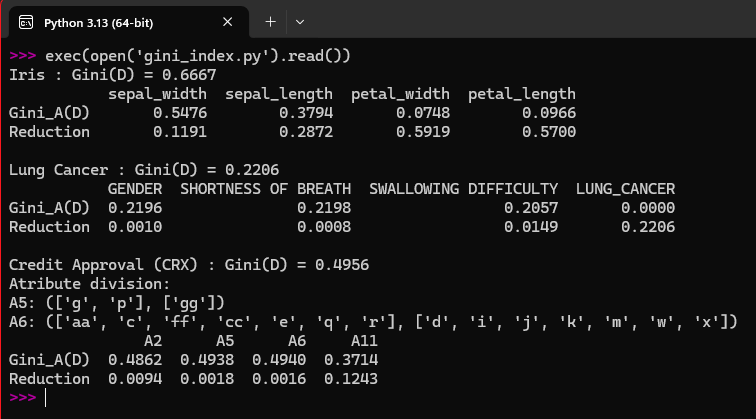 Python 3.13 (64-bit)
>>> exec(open('gini_index.py').read())
Iris : Gini(D) = 0.6667
sepal_width sepal_length petal_width petal_length
Gini_A(D) 0.5476 0.3794 0.0748 0.0966
Reduction 0.1191 0.2872 0.5919 0.5700
Lung Cancer : Gini(D) = 0.2206
GENDER SHORTNESS OF BREATH SWALLOWING DIFFICULTY LUNG_CANCER
Gini_A(D) 0.2196 0.2198 0.2057 0.0000
Reduction 0.0010 0.0008 0.0149 0.2206
Credit Approval (CRX) : Gini(D) = 0.4956
Atribute division:
A5: (['g', 'p'], ['gg'])
A6: (['aa', 'c', 'ff', 'cc', 'e', 'q', 'r'], ['d', 'i', 'j', 'k', 'm', 'w', 'x'])
A2 A5 A6 A11
Gini_A(D) 0.4862 0.4938 0.4940 0.3714
Reduction 0.0094 0.0018 0.0016 0.1243
>>>